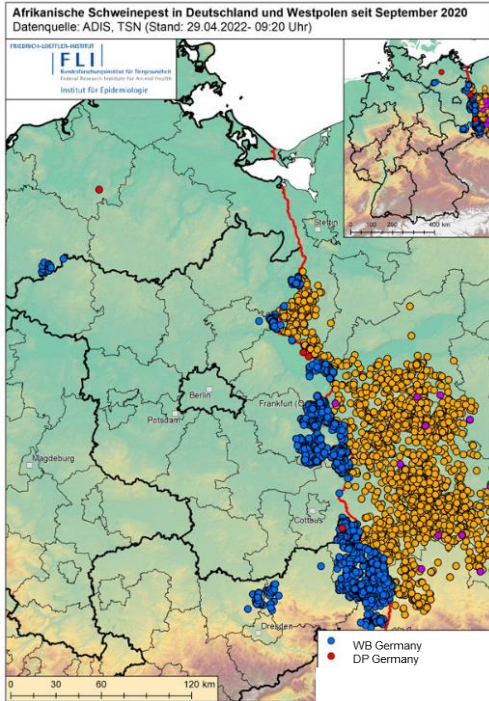 Afrikanische Schweinepest in Deutschland und Westpolen seit September 2020
Datenquelle: ADIS, TSN (Stand: 29.04.2022- 09:20 Uhr)
FRIEDRICH-LOEFFLER-INSTITUT
FLI
Bundesforschungsinstitut für Tiergesundheit
Federal Research Institute for Animal Health
Institut für Epidemiologie
0 100 200 400 km
Stettin
Berlin
Frankfurt (O
Potsdam
Magdeburg
Cottbus
Dresden
WB Germany
DP Germany
0 30 60 120 km